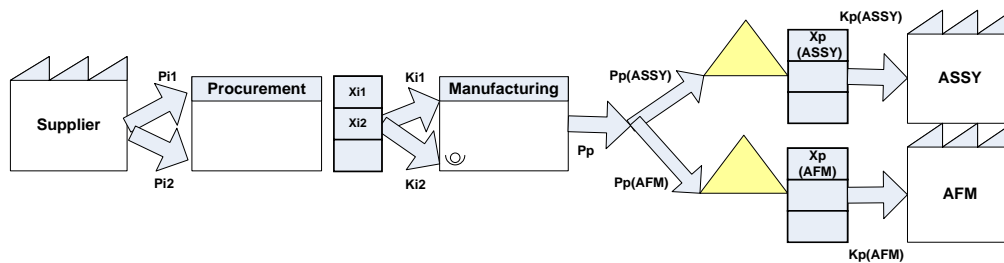 Supplier
Pi1
Pi2
Procurement
Xi1
Xi2
Ki1
Ki2
Manufacturing
Pp
Pp(ASSY)
Pp(AFM)
Xp
(ASSY)
Kp(ASSY)
ASSY
Xp
(AFM)
Kp(AFM)
AFM